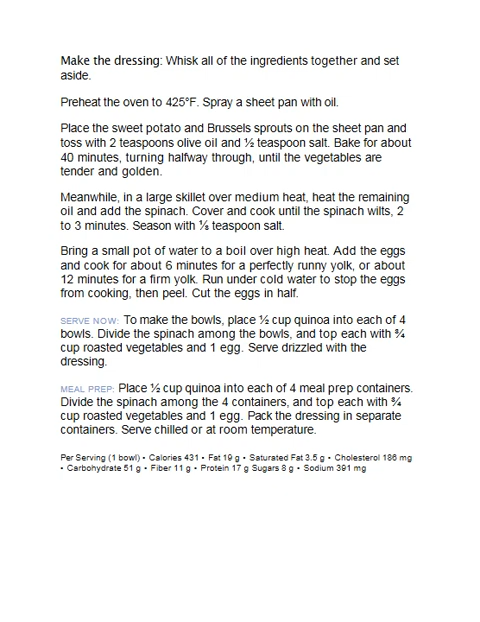 Make the dressing: Whisk all of the ingredients together and set
aside.
Preheat the oven to 425°F. Spray a sheet pan with oil.
Place the sweet potato and Brussels sprouts on the sheet pan and
toss with 2 teaspoons olive oil and ½ teaspoon salt. Bake for about
40 minutes, turning halfway through, until the vegetables are
tender and golden.
Meanwhile, in a large skillet over medium heat, heat the remaining
oil and add the spinach. Cover and cook until the spinach wilts, 2
to 3 minutes. Season with ⅛ teaspoon salt.
Bring a small pot of water to a boil over high heat. Add the eggs
and cook for about 6 minutes for a perfectly runny yolk, or about
12 minutes for a firm yolk. Run under cold water to stop the eggs
from cooking, then peel. Cut the eggs in half.
SERVE NOW: To make the bowls, place ½ cup quinoa into each of 4
bowls. Divide the spinach among the bowls, and top each with ¾
cup roasted vegetables and 1 egg. Serve drizzled with the
dressing.
MEAL PREP: Place ½ cup quinoa into each of 4 meal prep containers.
Divide the spinach among the 4 containers, and top each with ¾
cup roasted vegetables and 1 egg. Pack the dressing in separate
containers. Serve chilled or at room temperature.
Per Serving (1 bowl) • Calories 431 • Fat 19 g • Saturated Fat 3.5 g • Cholesterol 186 mg
• Carbohydrate 51 g • Fiber 11 g • Protein 17 g Sugars 8 g • Sodium 391 mg